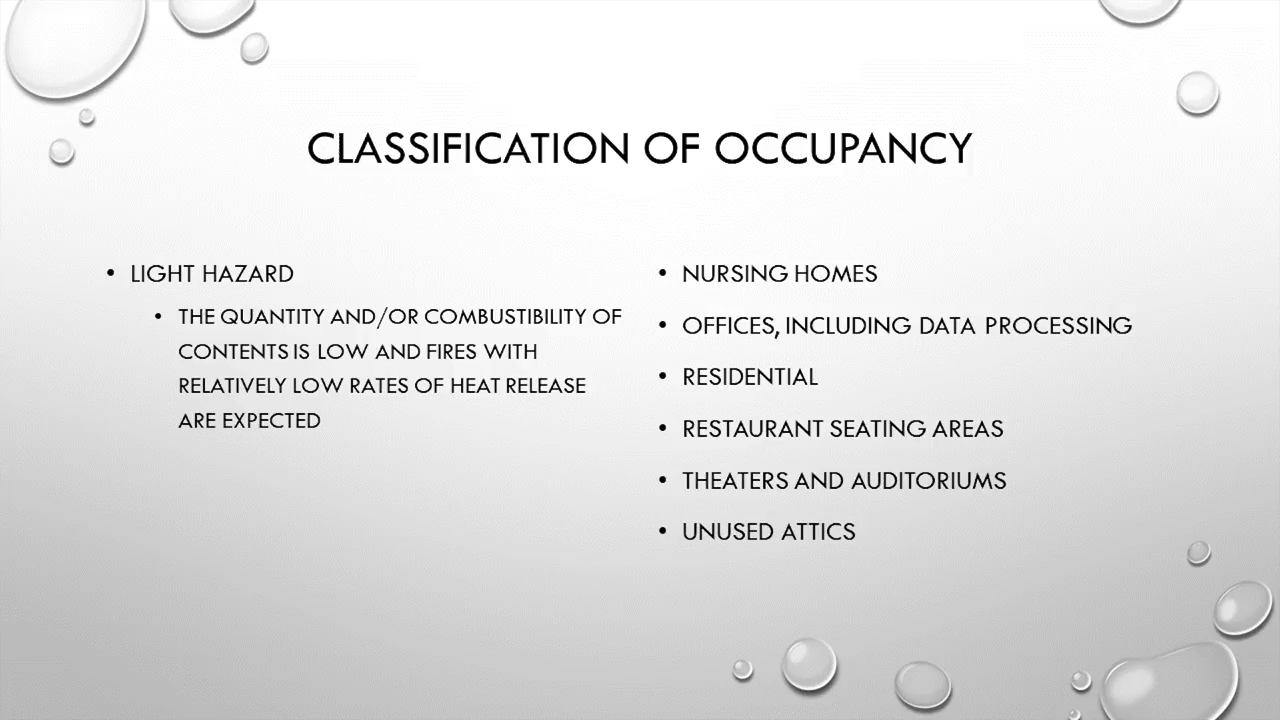 CLASSIFICATION OF OCCUPANCY
• LIGHT HAZARD
• THE QUANTITY AND/OR COMBUSTIBILITY OF
CONTENTS IS LOW AND FIRES WITH
RELATIVELY LOW RATES OF HEAT RELEASE
ARE EXPECTED
• NURSING HOMES
• OFFICES, INCLUDING DATA PROCESSING
• RESIDENTIAL
• RESTAURANT SEATING AREAS
• THEATERS AND AUDITORIUMS
• UNUSED ATTICS